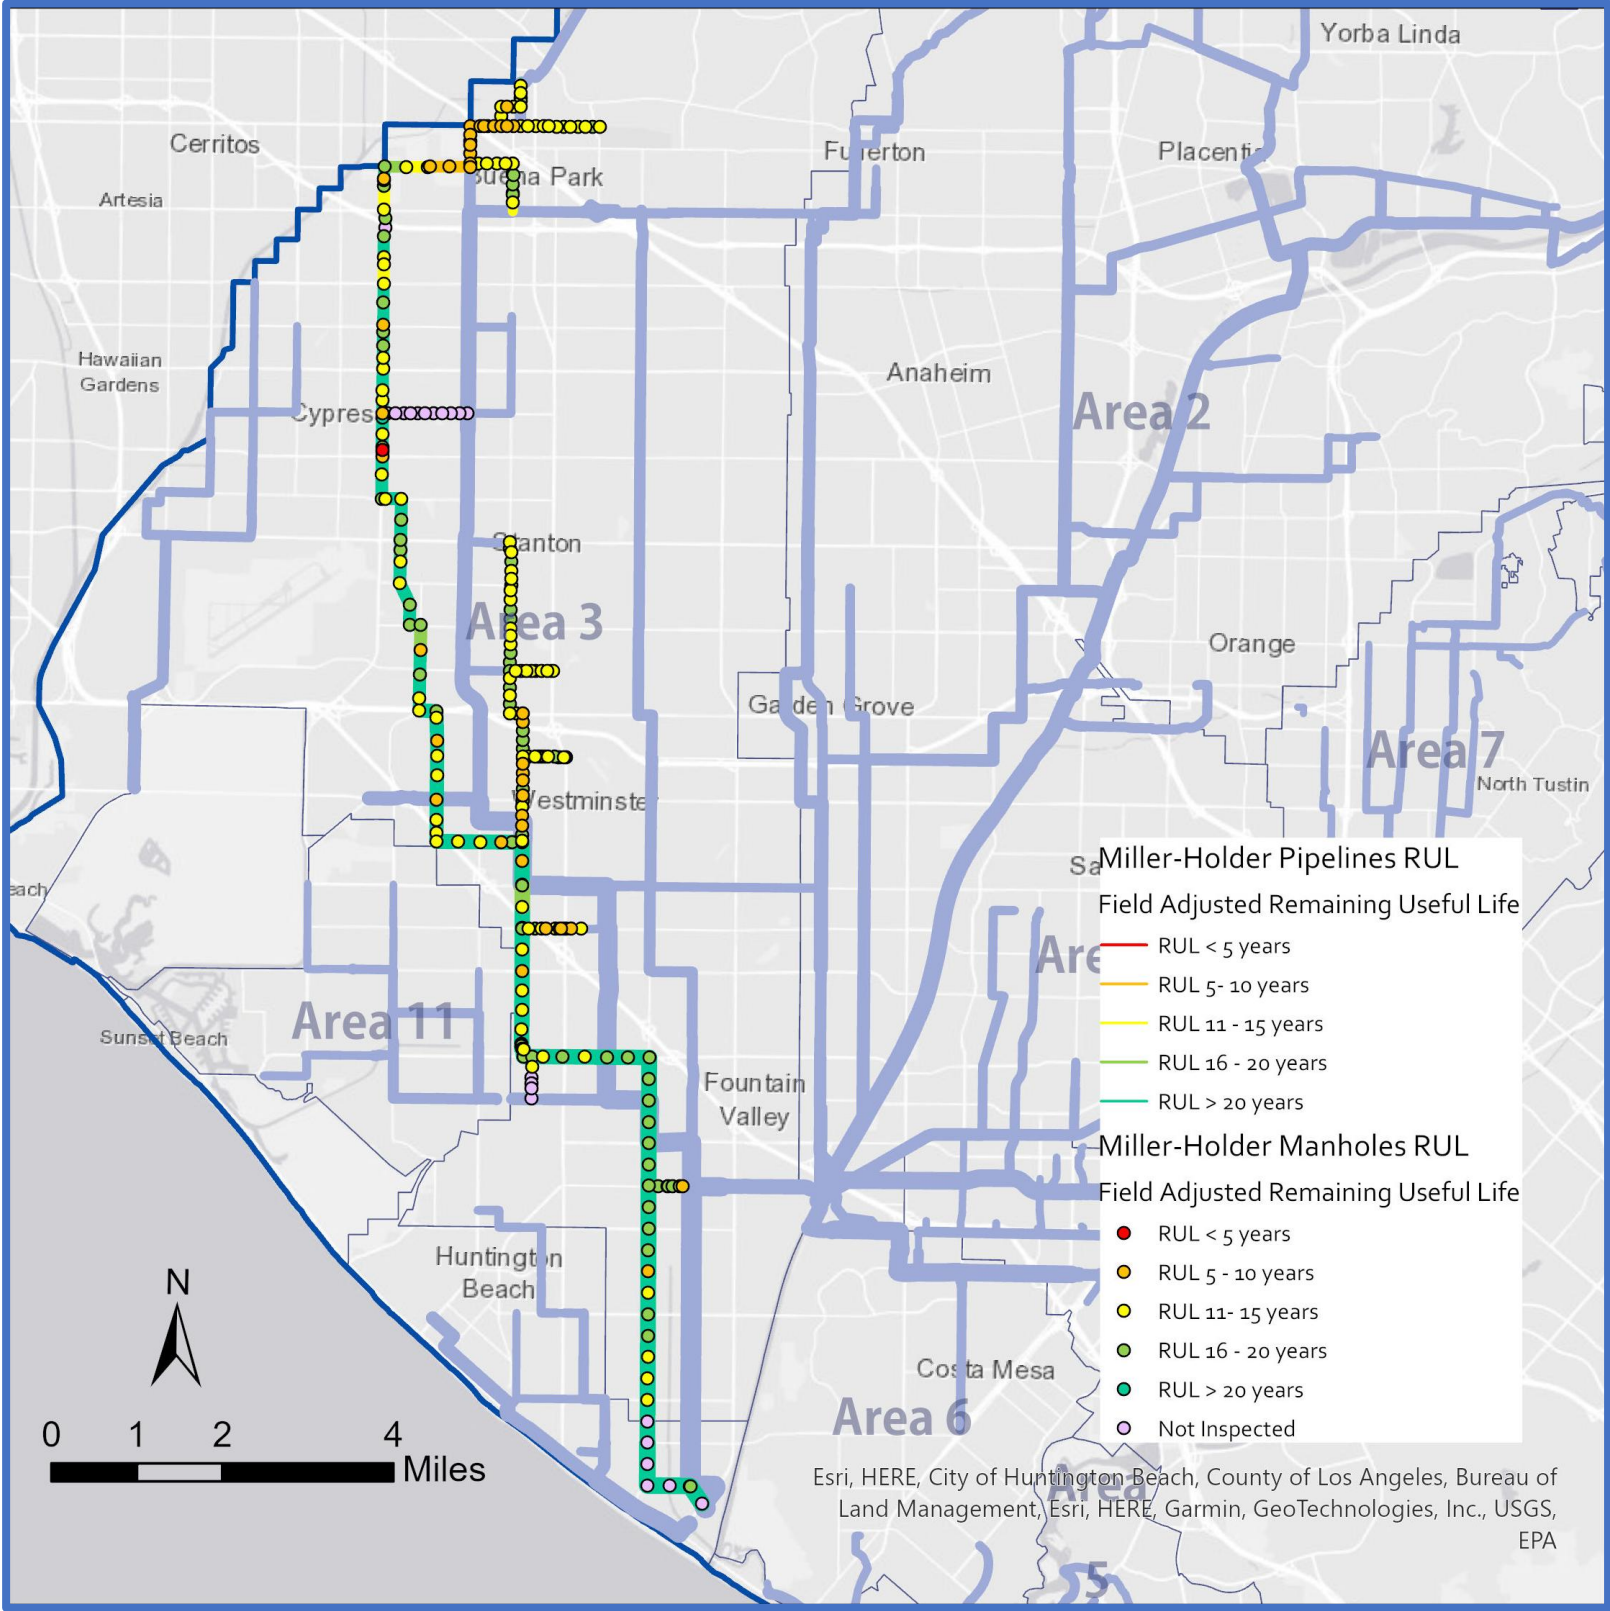 Yorba Linda
Cerritos
Fullerton
Placentia
Buena Park
Artesia
Hawaiian
Gardens
Anaheim
Area 2
Cypres
Stanton
Area 3
Orange
Garden Grove
Area 7
North Tustin
Westminster
Miller-Holder Pipelines RUL
Sa
each
Field Adjusted Remaining Useful Life
RUL < 5 years
Are
RUL 5- 10 years
Area 11
RUL 11 - 15 years
Sunset Beach
RUL 16 - 20 years
Fountain
Valley
RUL > 20 years
Miller-Holder Manholes RUL
Field Adjusted Remaining Useful Life
RUL < 5 years
Huntington
Beach
RUL 5 - 10 years
N
RUL 11- 15 years
RUL 16 - 20 years
Costa Mesa
RUL > 20 years
Area 6
Not Inspected
0 1 2 4
Miles
Area
Esri, HERE, City of Huntington Beach, County of Los Angeles, Bureau of
Land Management, Esri, HERE, Garmin, GeoTechnologies, Inc., USGS,
EPA
5